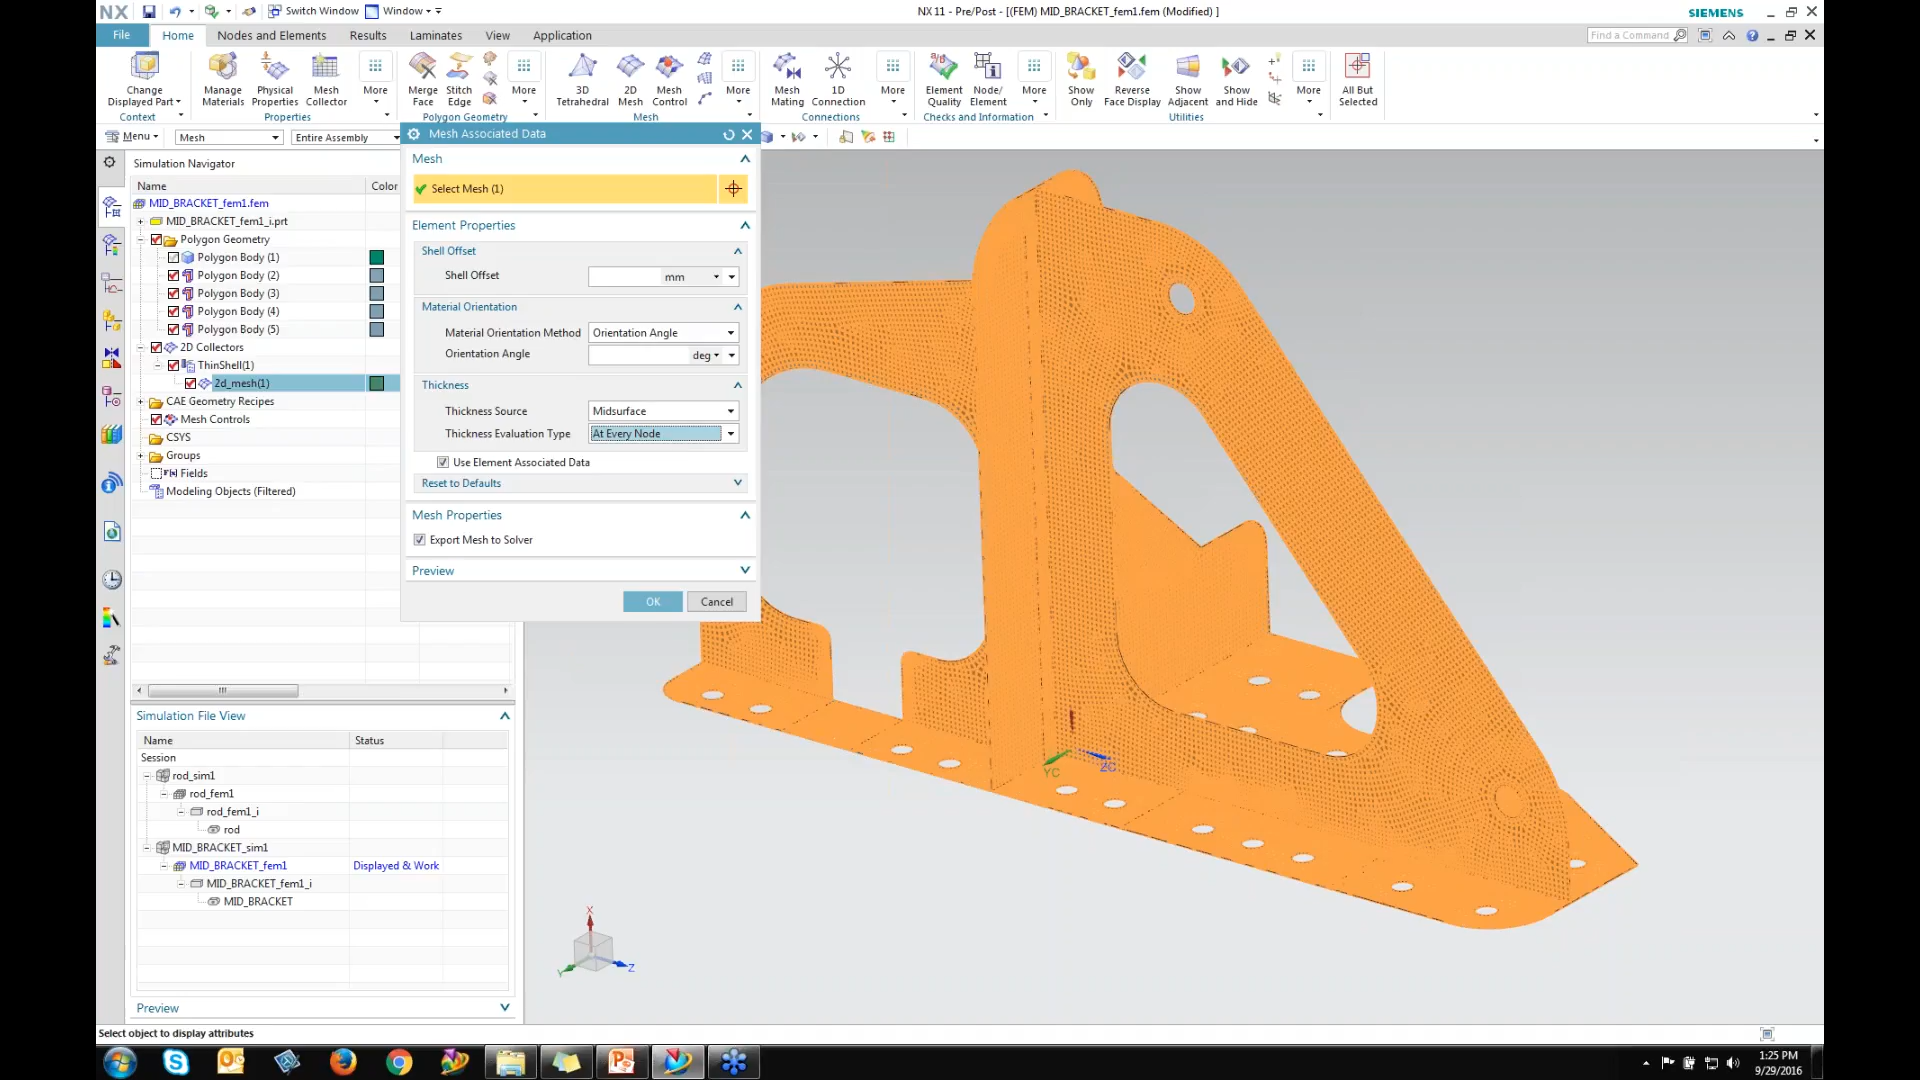 NX
Switch Window
Window
NX 11 - Pre/Post - [(FEM) MID_BRACKET_fem1.fem (Modified) ]
SIEMENS
File
Home
Nodes and Elements
Results
Laminates
View
Application
Find a Command
Change Displayed Part
Manage Materials
Physical Properties
Mesh Collector
More
Merge Face
Stitch Edge
More
3D Tetrahedral
2D Mesh
Mesh Control
More
Mesh Mating
1D Connection
More
Element Quality
Node/ Element
More
Show Only
Reverse Face Display
Show Adjacent
Show and Hide
More
All But Selected
Context
Properties
Polygon Geometry
Mesh
Connections
Checks and Information
Utilities
Menu
Mesh
Entire Assembly
Simulation Navigator
Name
Color
MID_BRACKET_fem1.fem
MID_BRACKET_fem1_i.prt
Polygon Geometry
Polygon Body (1)
Polygon Body (2)
Polygon Body (3)
Polygon Body (4)
Polygon Body (5)
2D Collectors
ThinShell(1)
2d_mesh(1)
CAE Geometry Recipes
Mesh Controls
CSYS
Groups
Fields
Modeling Objects (Filtered)
Mesh Associated Data
Mesh
Select Mesh (1)
Element Properties
Shell Offset
Shell Offset
mm
Material Orientation
Material Orientation Method
Orientation Angle
Orientation Angle
deg
Thickness
Thickness Source
Midsurface
Thickness Evaluation Type
At Every Node
Use Element Associated Data
Reset to Defaults
Mesh Properties
Export Mesh to Solver
Preview
OK
Cancel
YC
ZC
X
Y
Z
Simulation File View
Name
Status
Session
rod_sim1
rod_fem1
rod_fem1_i
rod
MID_BRACKET_sim1
MID_BRACKET_fem1
Displayed & Work
MID_BRACKET_fem1_i
MID_BRACKET
Preview
Select object to display attributes
1:25 PM
9/29/2016